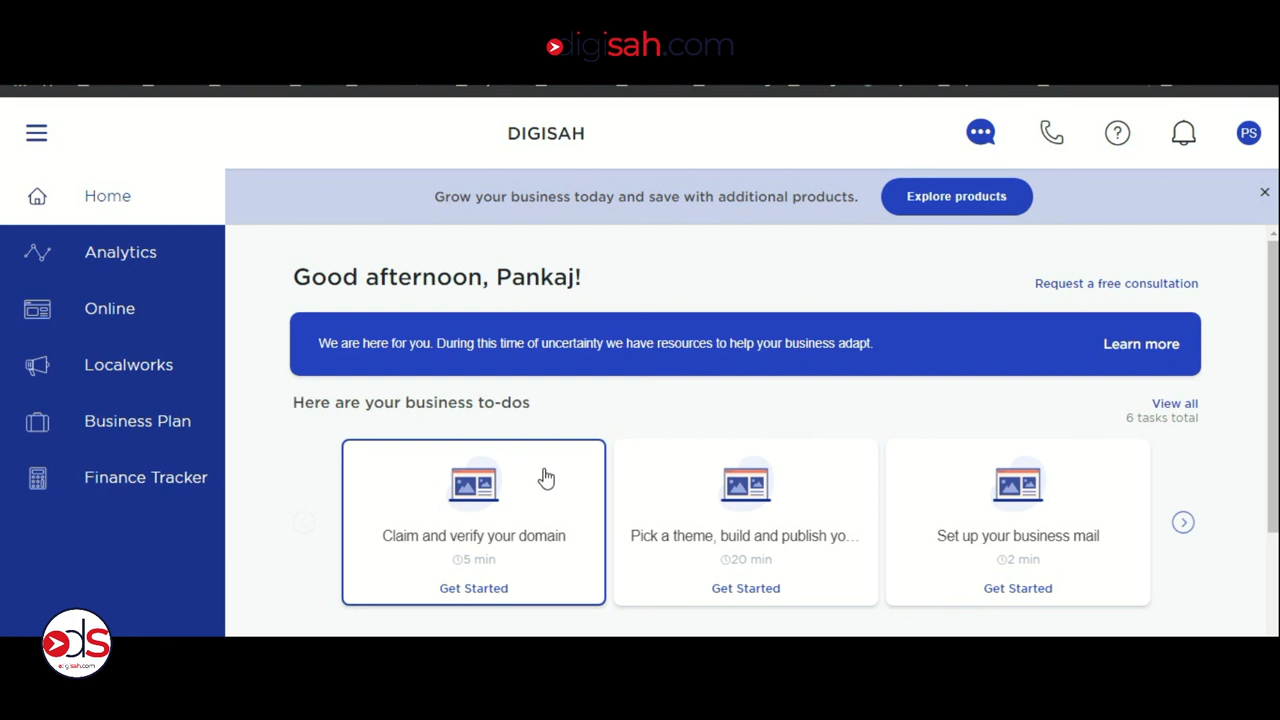 digisah.com
DIGISAH
PS
Home
Grow your business today and save with additional products.
Explore products
Analytics
Online
Localworks
Business Plan
Finance Tracker
Good afternoon, Pankaj!
Request a free consultation
We are here for you. During this time of uncertainty we have resources to help your business adapt.
Learn more
Here are your business to-dos
View all
6 tasks total
Claim and verify your domain
5 min
Get Started
Pick a theme, build and publish yo...
20 min
Get Started
Set up your business mail
2 min
Get Started
ds
digisah.com